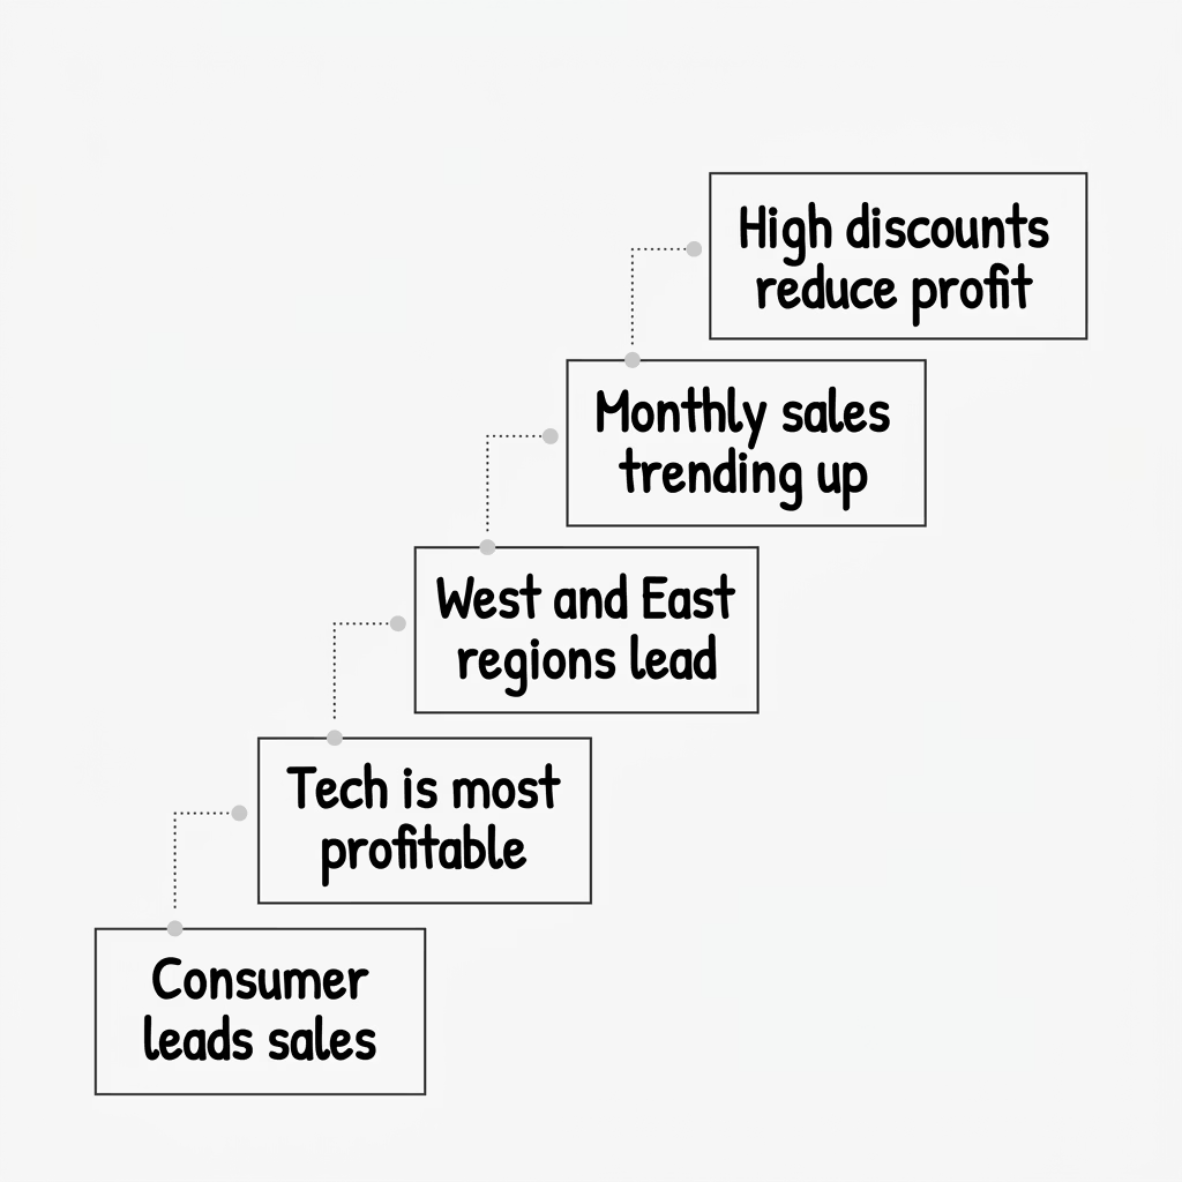 High discounts
reduce profit
Monthly sales
trending up
West and East
regions lead
Tech is most
profitable
Consumer
leads sales